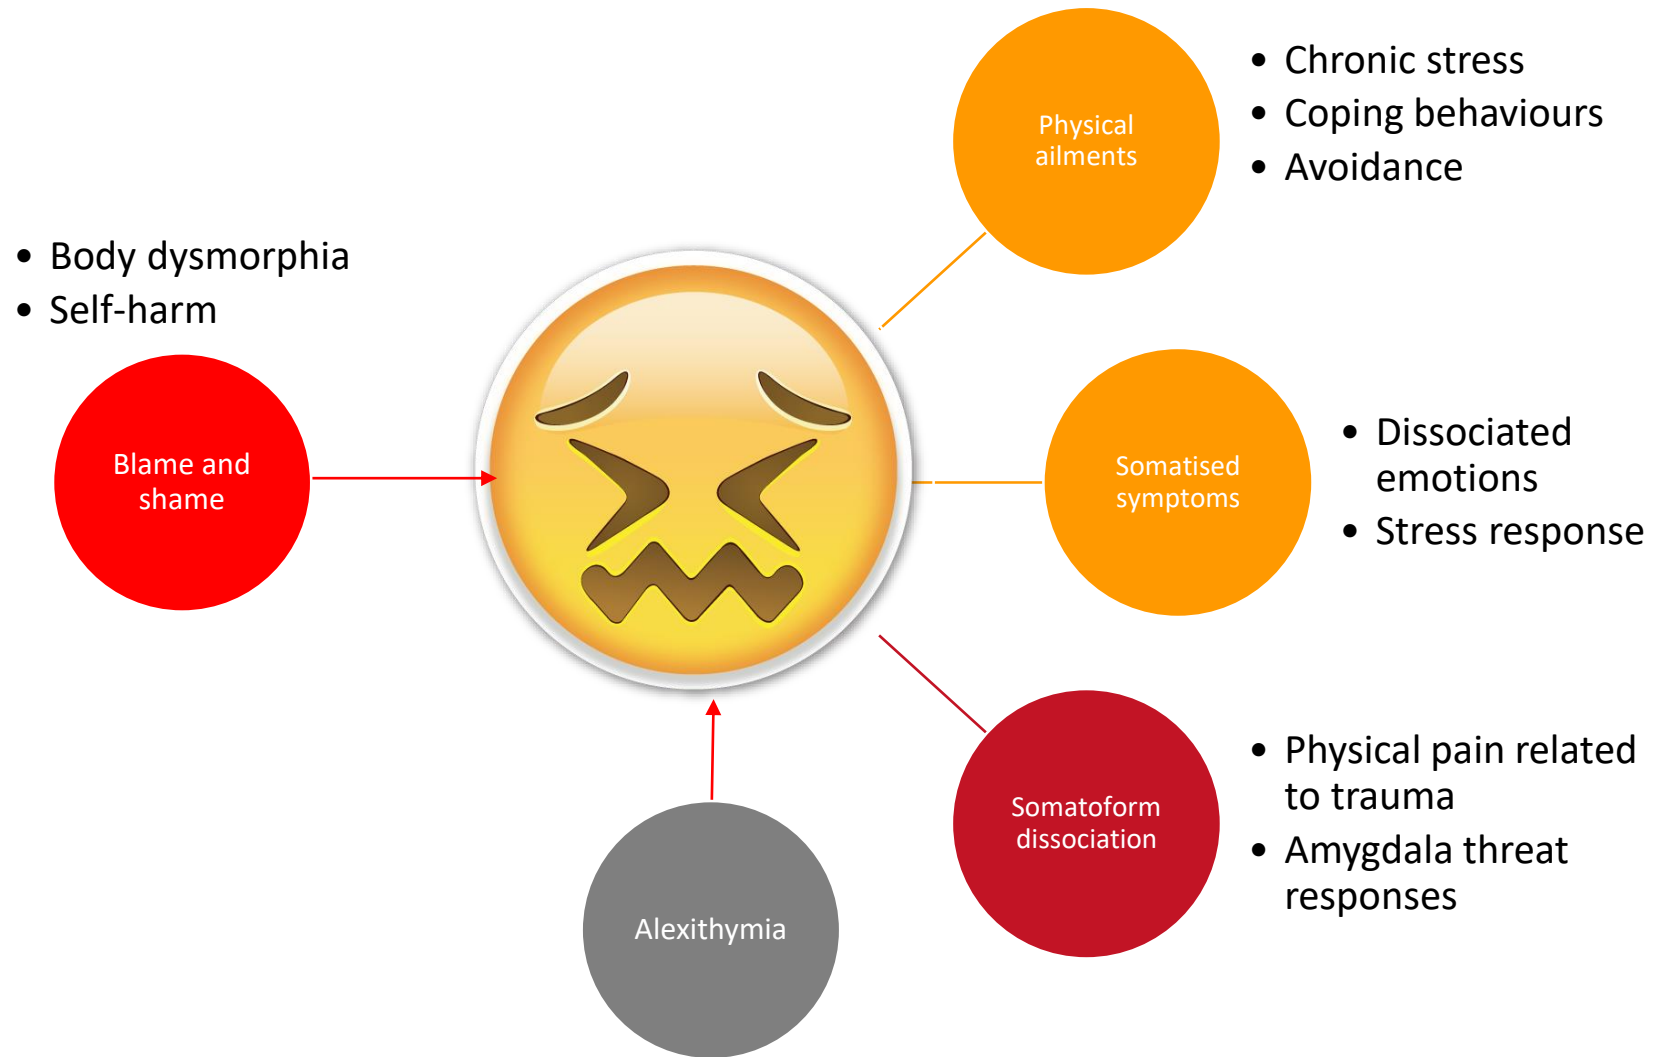 • Body dysmorphia
• Self-harm
Blame and
shame
Physical
ailments
• Chronic stress
• Coping behaviours
• Avoidance
Somatised
symptoms
• Dissociated
emotions
• Stress response
Somatoform
dissociation
• Physical pain related
to trauma
• Amygdala threat
responses
Alexithymia